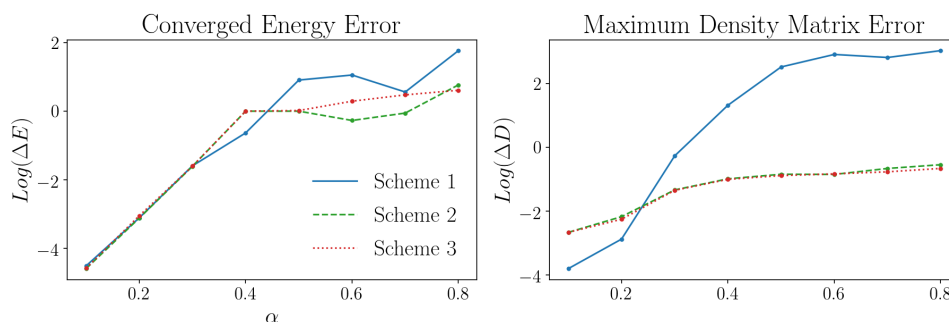 Converged Energy Error
Log(ΔE)
2
0
−2
−4
Scheme 1
Scheme 2
Scheme 3
0.2 0.4 0.6 0.8
α
Maximum Density Matrix Error
Log(ΔD)
2
0
−2
−4
0.2 0.4 0.6 0.8